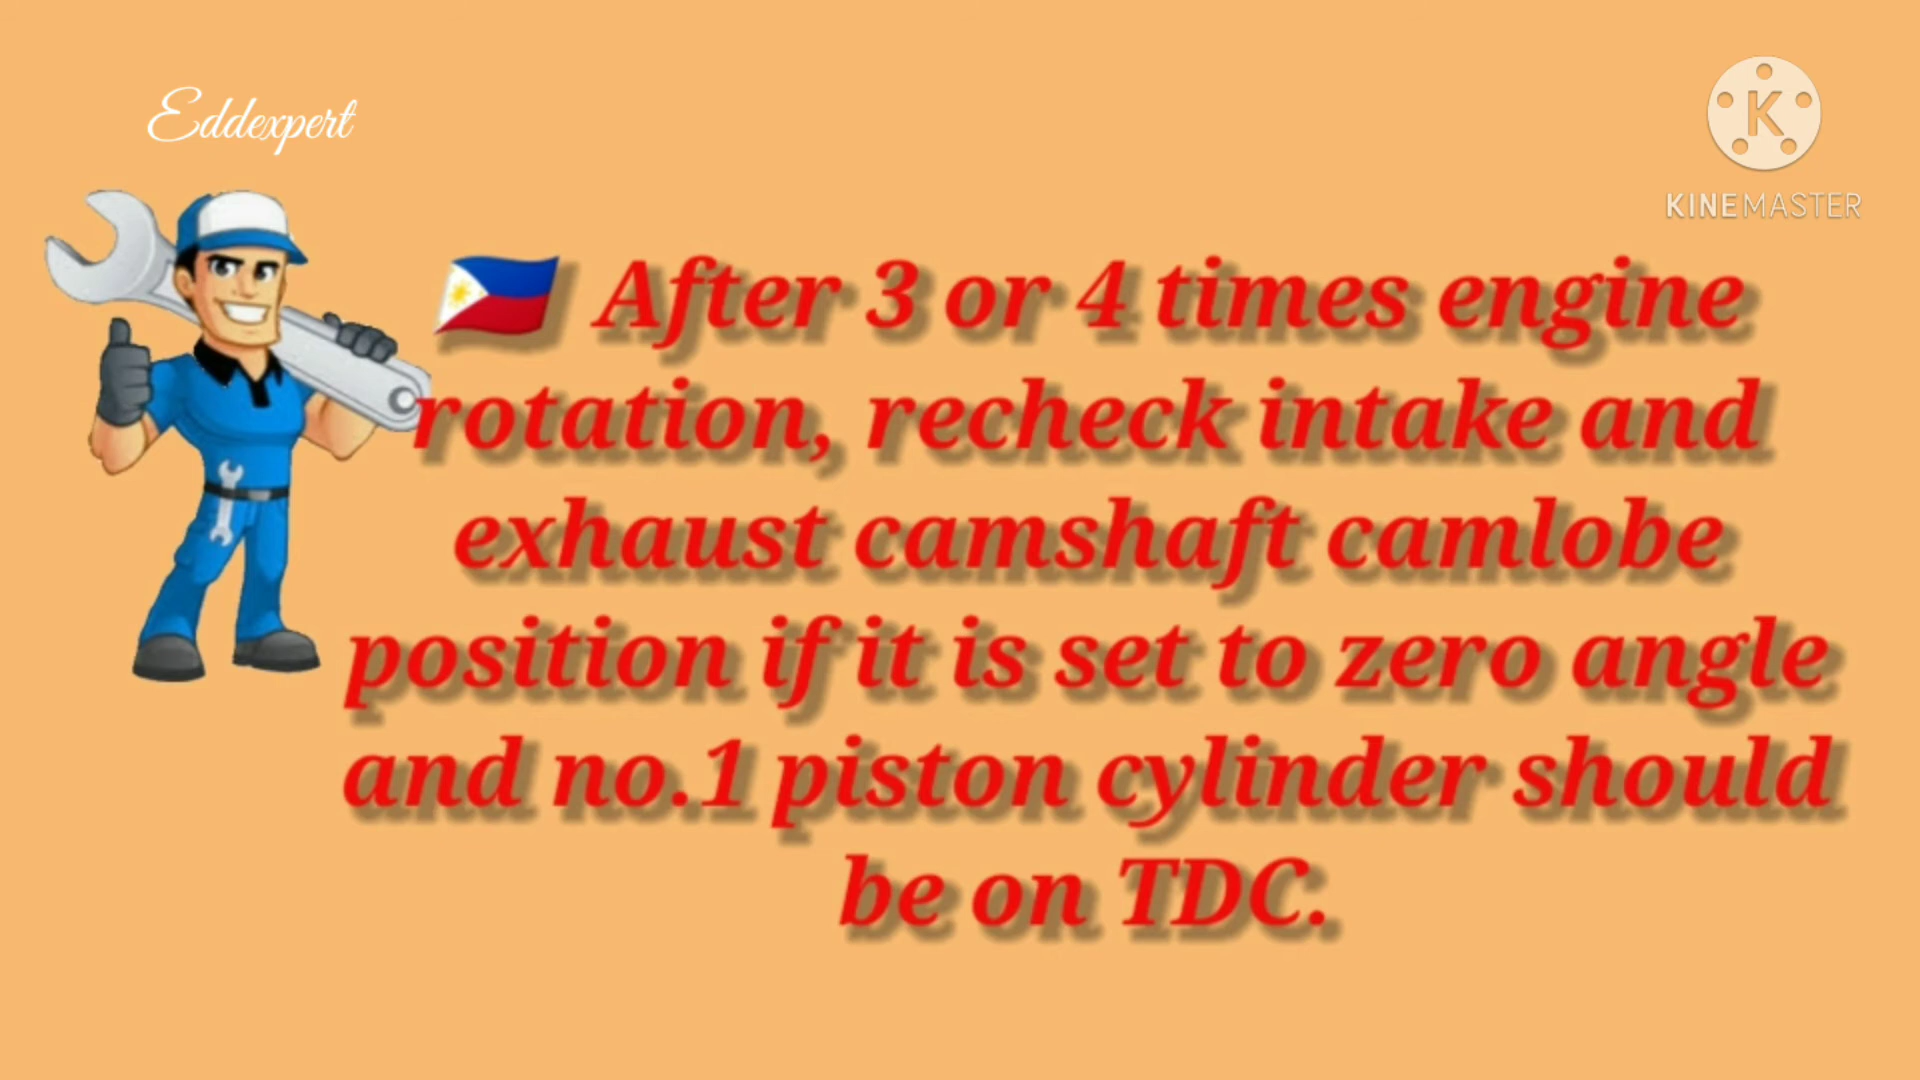 Eddexpert
K
KINEMASTER
🇵🇭 After 3 or 4 times engine
rotation, recheck intake and
exhaust camshaft camlobe
position if it is set to zero angle
and no.1 piston cylinder should
be on TDC.